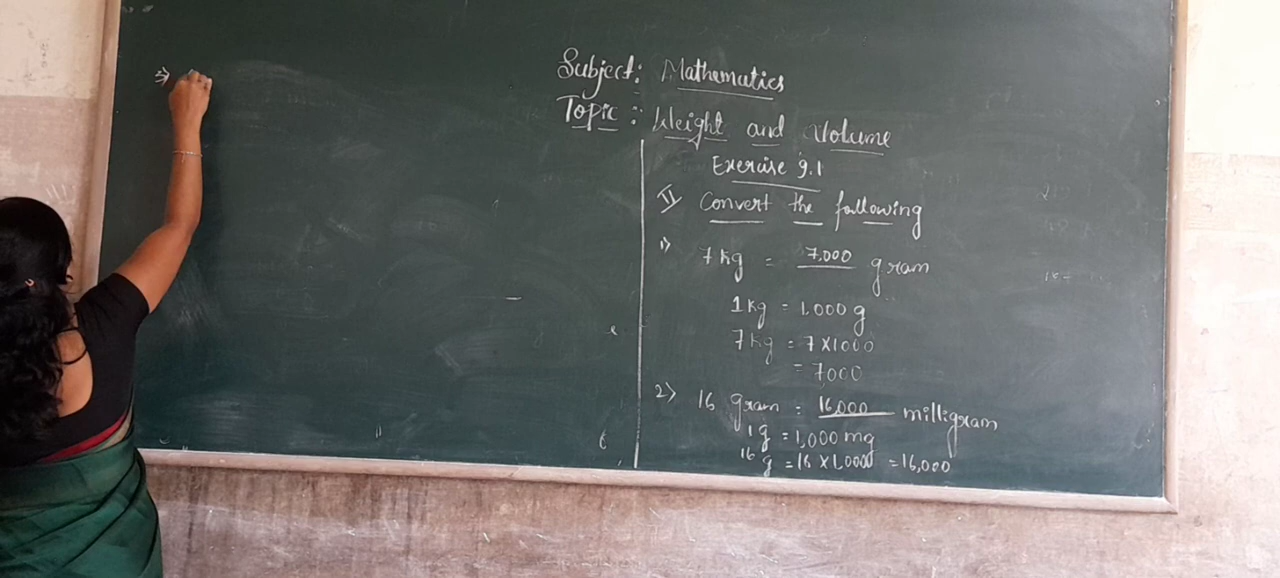 Subject: Mathematics
Topic: Weight and Volume
Exercise 9.1
II) Convert the following
1) 7 kg = 7,000 gram
1 kg = 1,000 g
7 kg = 7 x 1000
= 7000
2) 16 gram = 16,000 milligram
1 g = 1,000 mg
16 g = 16 x 1,000 = 16,000
3)